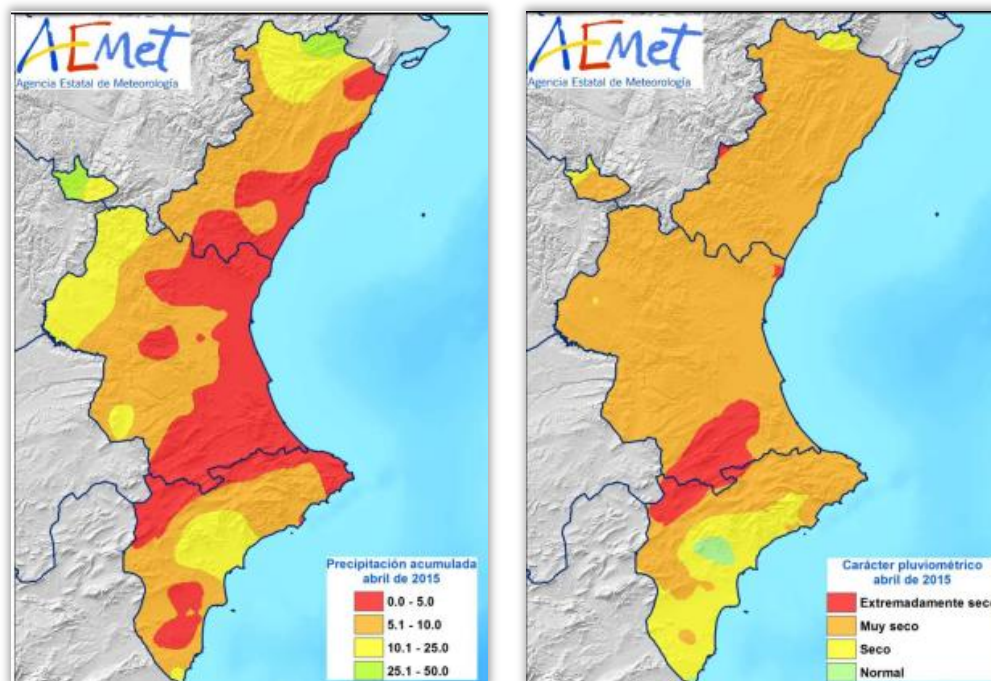 AEMet
Agencia Estatal de Meteorología
Precipitación acumulada
abril de 2015
0.0 - 5.0
5.1 - 10.0
10.1 - 25.0
25.1 - 50.0
AEMet
Agencia Estatal de Meteorología
Carácter pluviométrico
abril de 2015
Extremadamente seco
Muy seco
Seco
Normal